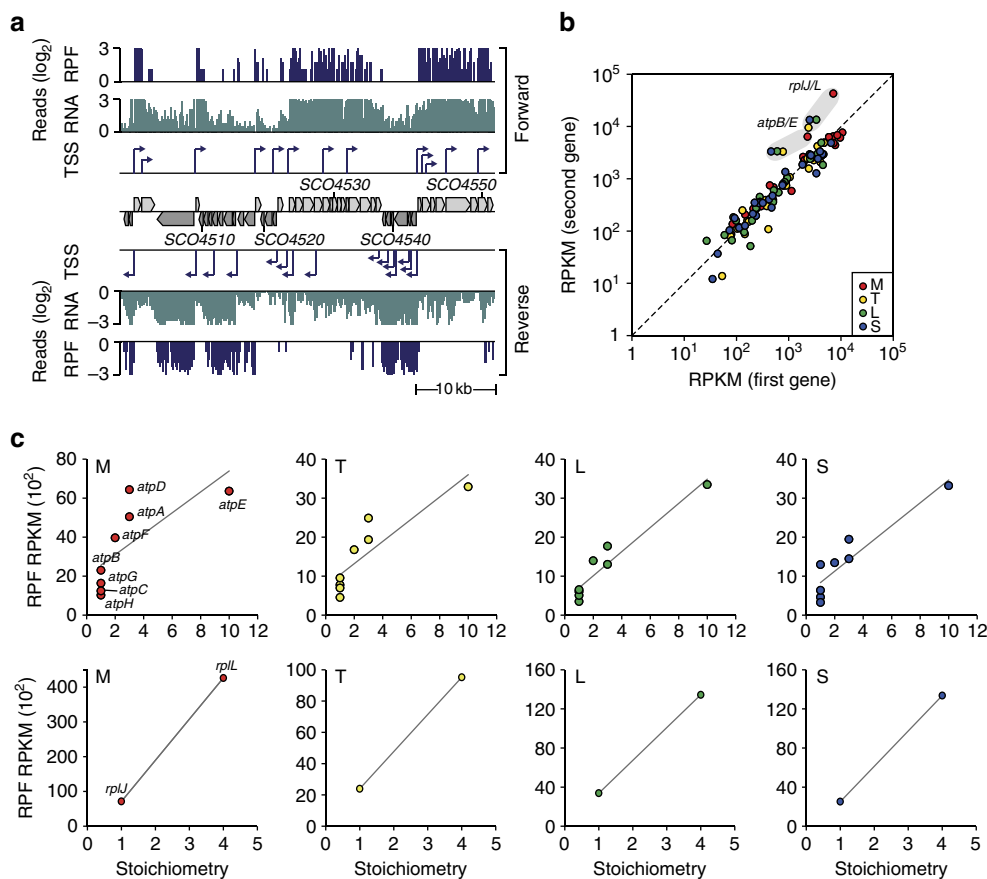 a
Reads (log2)
RPF
3
0
RNA
3
0
TSS
Forward
SCO4530
SCO4550
SCO4510
SCO4520
SCO4540
TSS
Reads (log2)
RNA
0
−3
RPF
0
−3
Reverse
10 kb
b
RPKM (second gene)
10^5
10^4
10^3
10^2
10^1
1
rplJ/L
atpB/E
M
T
L
S
1 10^1 10^2 10^3 10^4 10^5
RPKM (first gene)
c
RPF RPKM (10^2)
80
60
40
20
0
M
atpD
atpA
atpE
atpF
atpB
atpG
atpC
atpH
0 2 4 6 8 10 12
40
30
20
10
0
T
0 2 4 6 8 10 12
40
30
20
10
0
L
0 2 4 6 8 10 12
40
30
20
10
0
S
0 2 4 6 8 10 12
RPF RPKM (10^2)
400
300
200
100
0
M
rplL
rplJ
0 1 2 3 4 5
Stoichiometry
100
80
60
40
20
0
T
0 1 2 3 4 5
Stoichiometry
160
120
80
40
0
L
0 1 2 3 4 5
Stoichiometry
160
120
80
40
0
S
0 1 2 3 4 5
Stoichiometry